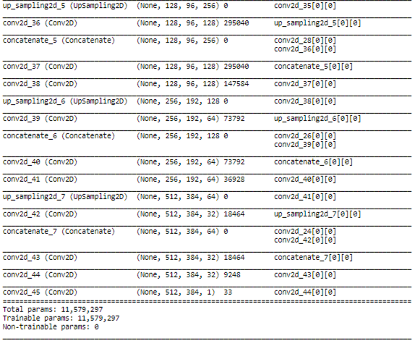 up_sampling2d_5 (UpSampling2D) (None, 128, 96, 256) 0 conv2d_35[0][0]
conv2d_36 (Conv2D) (None, 128, 96, 128) 295040 up_sampling2d_5[0][0]
concatenate_5 (Concatenate) (None, 128, 96, 256) 0 conv2d_28[0][0]
conv2d_36[0][0]
conv2d_37 (Conv2D) (None, 128, 96, 128) 295040 concatenate_5[0][0]
conv2d_38 (Conv2D) (None, 128, 96, 128) 147584 conv2d_37[0][0]
up_sampling2d_6 (UpSampling2D) (None, 256, 192, 128 0 conv2d_38[0][0]
conv2d_39 (Conv2D) (None, 256, 192, 64) 73792 up_sampling2d_6[0][0]
concatenate_6 (Concatenate) (None, 256, 192, 128 0 conv2d_26[0][0]
conv2d_39[0][0]
conv2d_40 (Conv2D) (None, 256, 192, 64) 73792 concatenate_6[0][0]
conv2d_41 (Conv2D) (None, 256, 192, 64) 36928 conv2d_40[0][0]
up_sampling2d_7 (UpSampling2D) (None, 512, 384, 64) 0 conv2d_41[0][0]
conv2d_42 (Conv2D) (None, 512, 384, 32) 18464 up_sampling2d_7[0][0]
concatenate_7 (Concatenate) (None, 512, 384, 64) 0 conv2d_24[0][0]
conv2d_42[0][0]
conv2d_43 (Conv2D) (None, 512, 384, 32) 18464 concatenate_7[0][0]
conv2d_44 (Conv2D) (None, 512, 384, 32) 9248 conv2d_43[0][0]
conv2d_45 (Conv2D) (None, 512, 384, 1) 33 conv2d_44[0][0]
Total params: 11,579,297
Trainable params: 11,579,297
Non-trainable params: 0